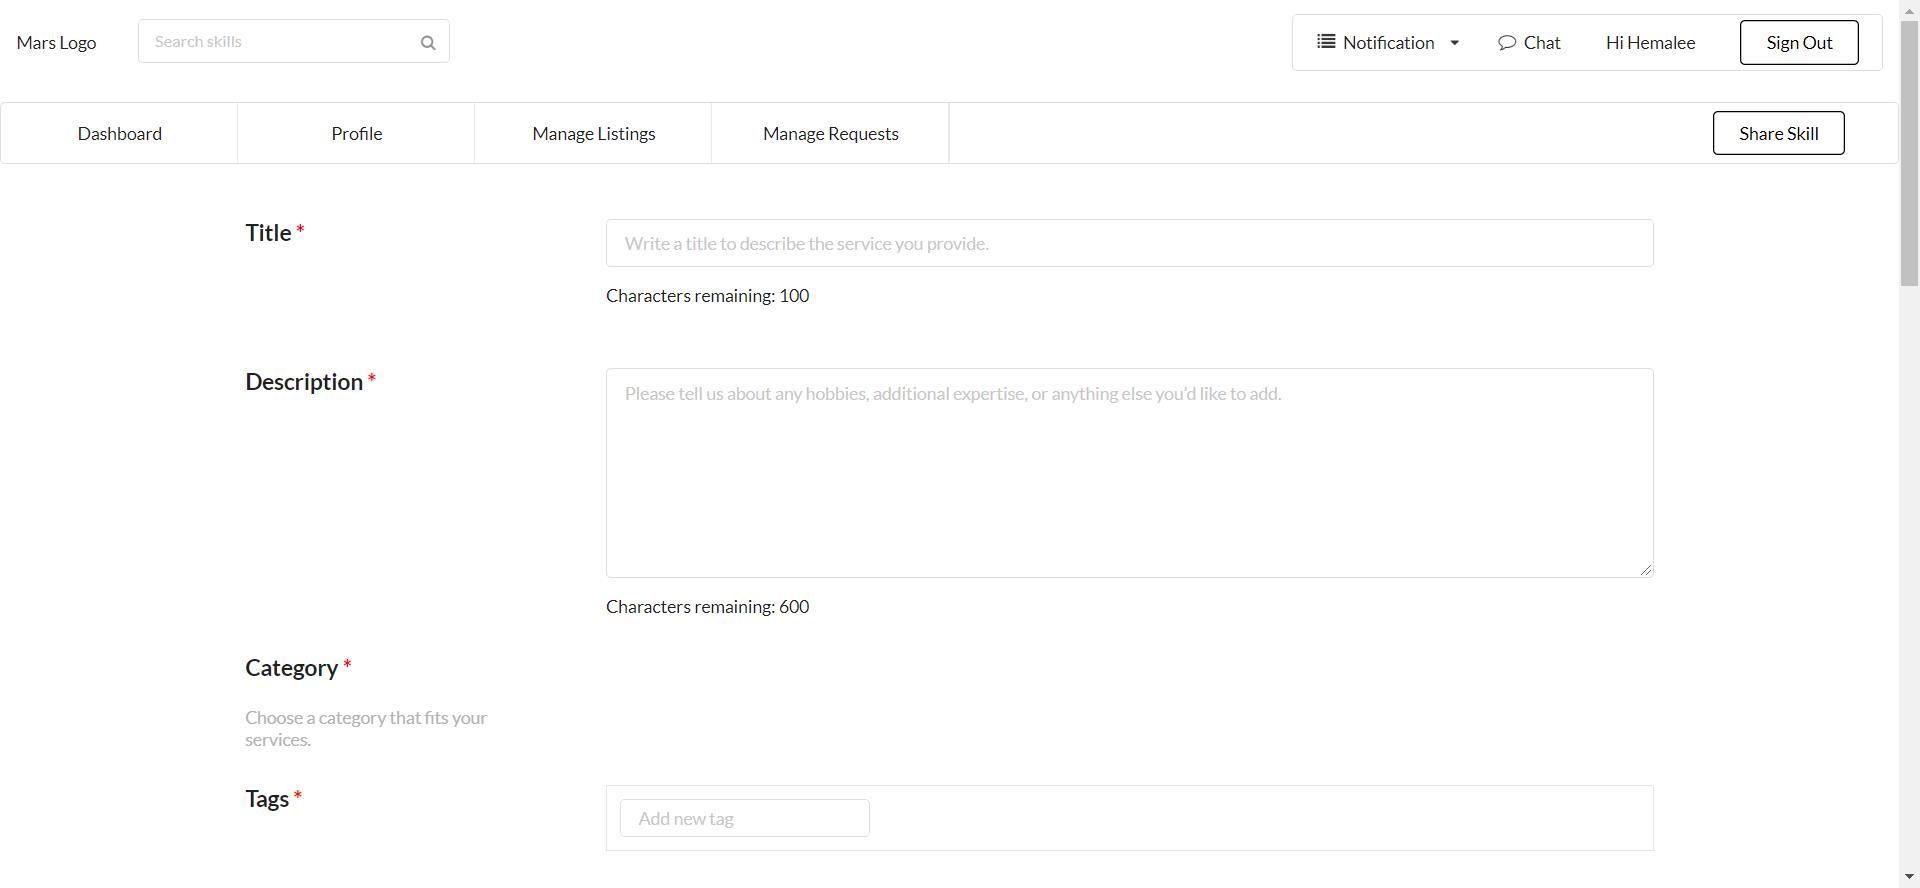 Mars Logo
Search skills
Notification
Chat
Hi Hemalee
Sign Out
Dashboard
Profile
Manage Listings
Manage Requests
Share Skill
Title *
Write a title to describe the service you provide.
Characters remaining: 100
Description *
Please tell us about any hobbies, additional expertise, or anything else you'd like to add.
Characters remaining: 600
Category *
Choose a category that fits your
services.
Tags *
Add new tag